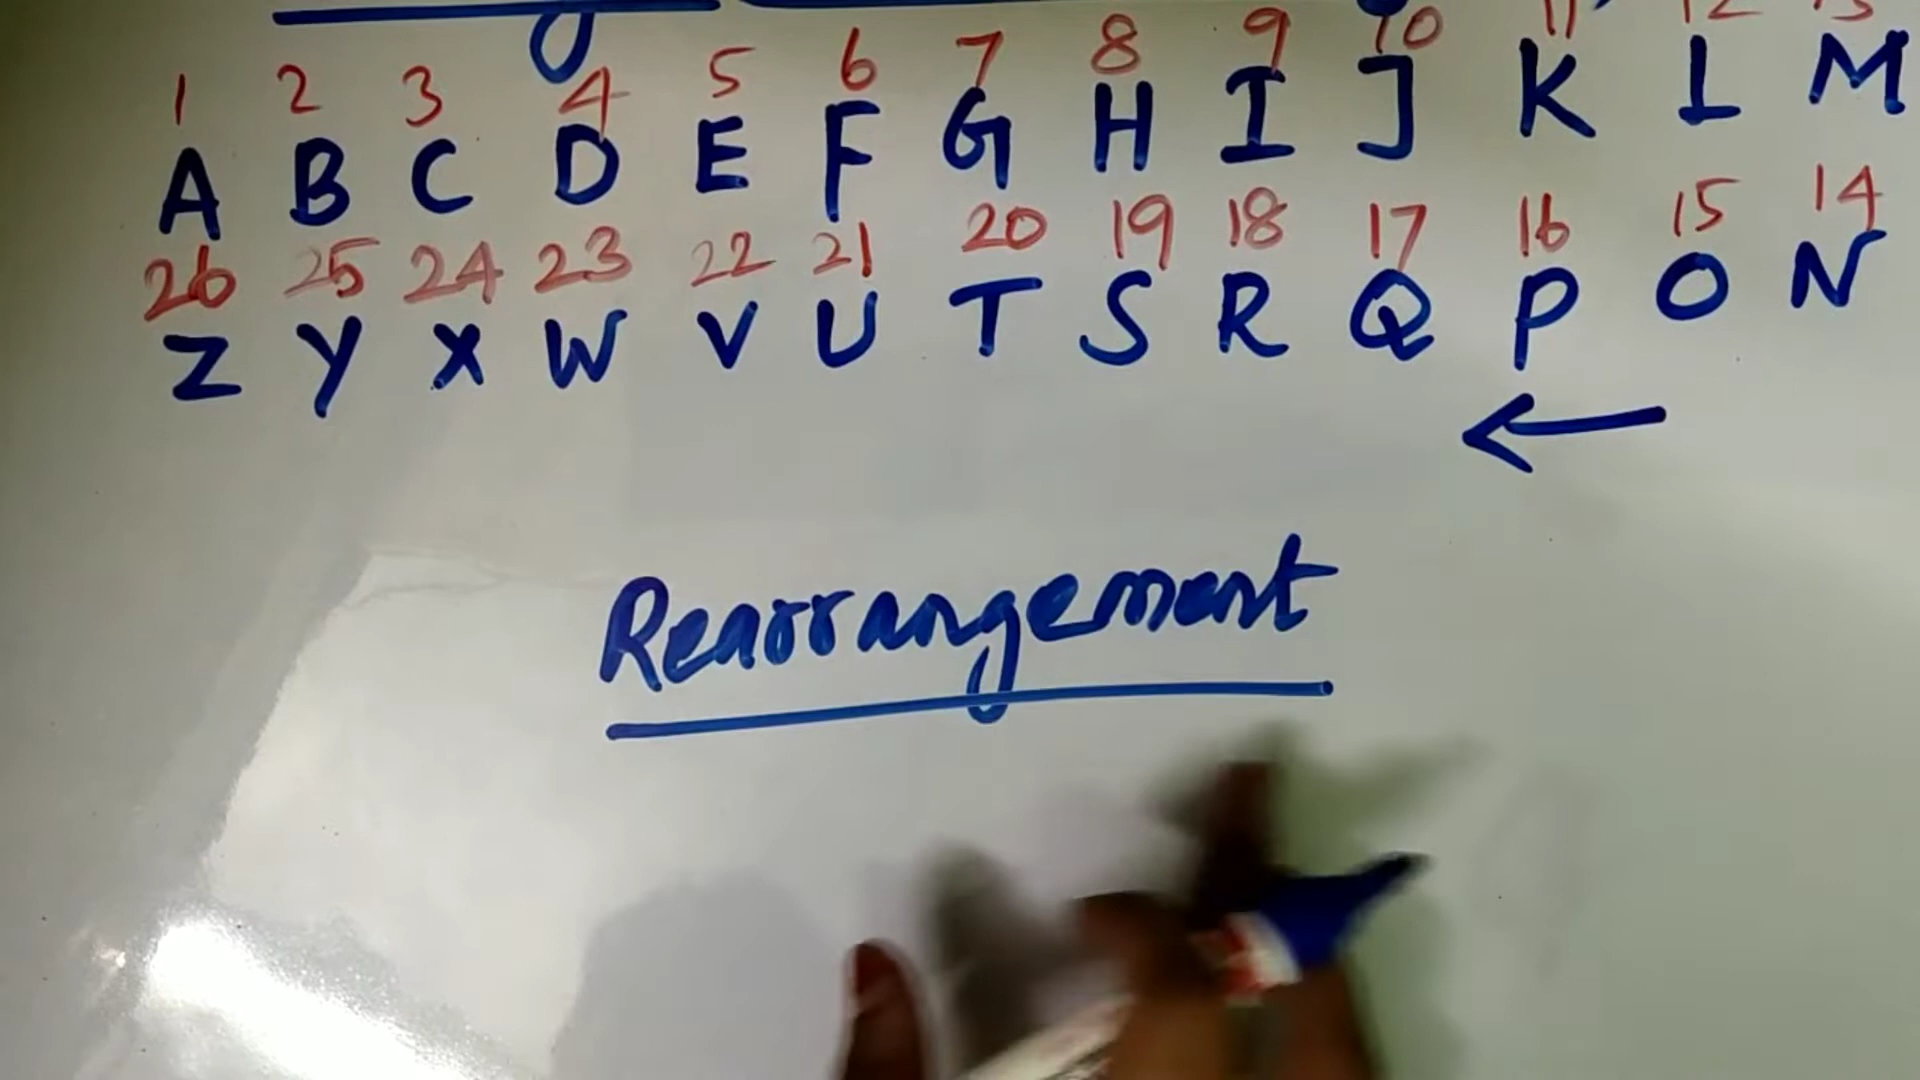 1 2 3 4 5 6 7 8 9 10 11 12 13
A B C D E F G H I J K L M
26 25 24 23 22 21 20 19 18 17 16 15 14
Z Y X W V U T S R Q P O N
Rearrangement